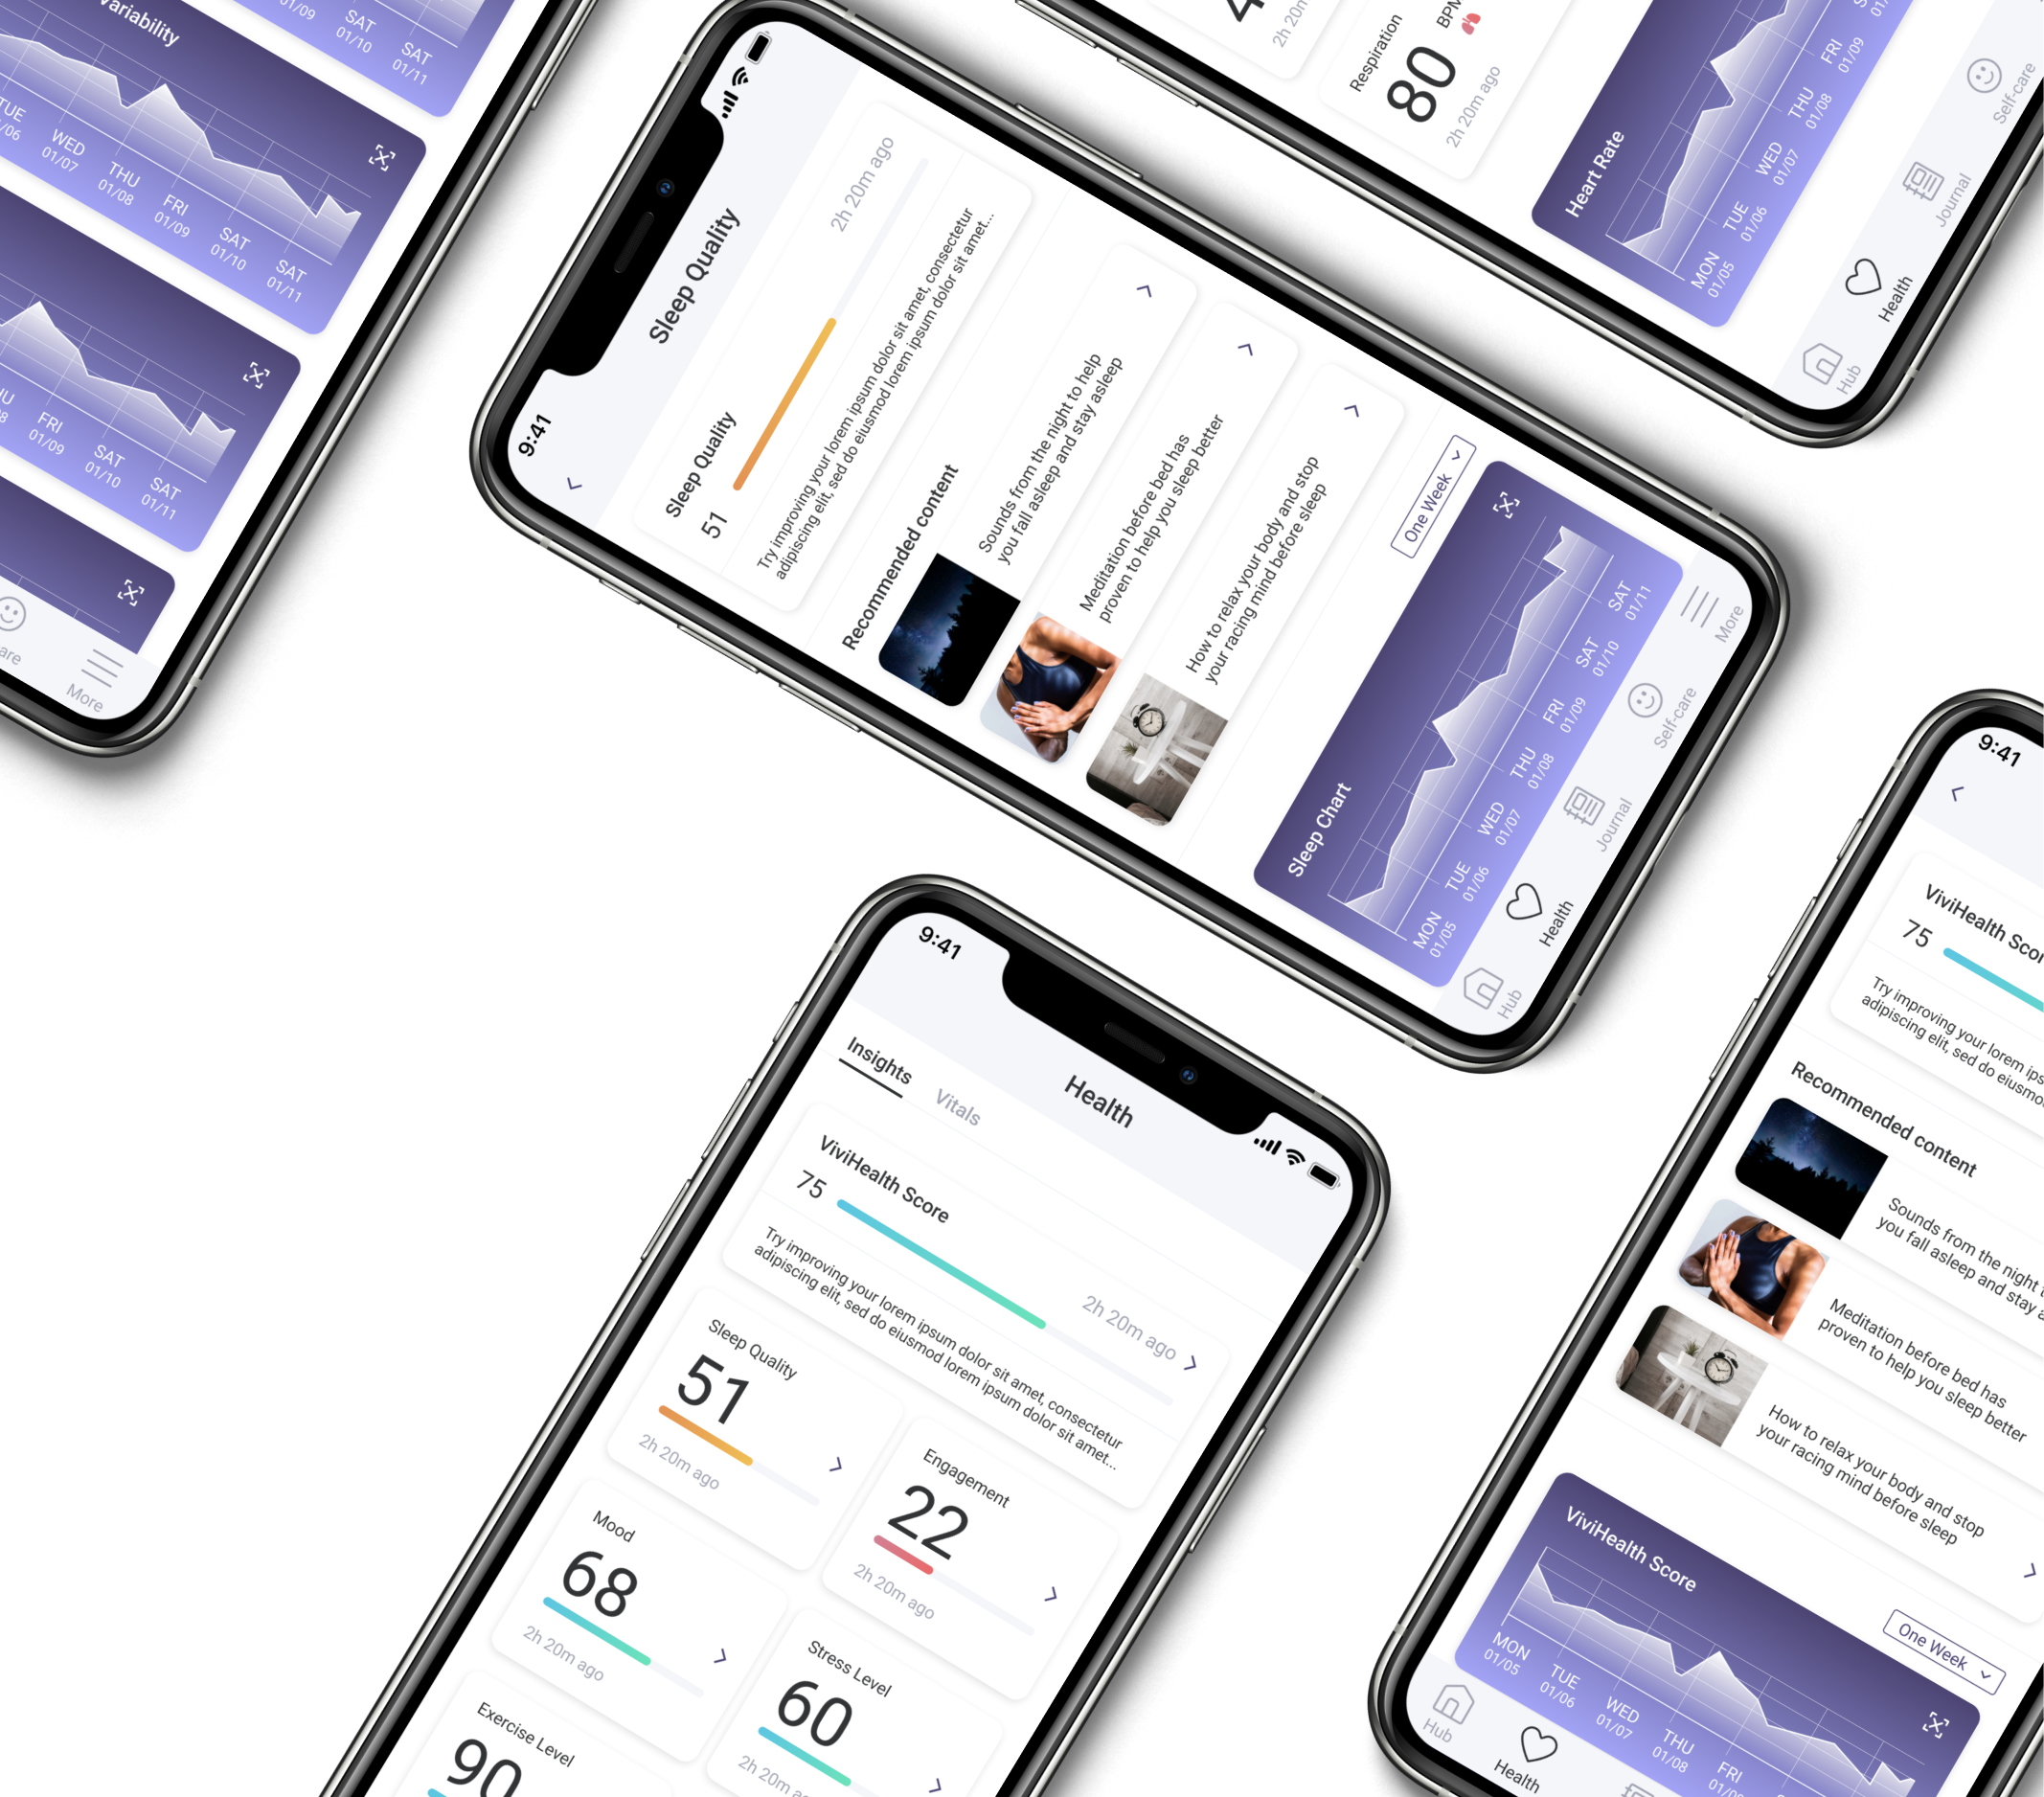 Variability
01/09
SAT
01/10
SAT
01/11
TUE
WED
01/07
THU
01/08
FRI
01/09
SAT
01/10
SAT
01/11
FRI
01/09
SAT
01/10
SAT
01/11
More
9:41
Sleep Quality
Sleep Quality
2h 20m ago
51
Try improving your lorem ipsum dolor sit amet, consectetur
adipiscing elit, sed do eiusmod lorem ipsum dolor sit amet...
Recommended content
Sounds from the night to help
you fall asleep and stay asleep
Meditation before bed has
proven to help you sleep better
How to relax your body and stop
your racing mind before sleep
One Week
Sleep Chart
MON
01/05
TUE
01/06
WED
01/07
THU
01/08
FRI
01/09
SAT
01/10
SAT
01/11
Hub
Health
Journal
Self-care
More
2h 20m
Respiration
BPM
80
2h 20m ago
Heart Rate
MON
01/05
TUE
01/06
WED
01/07
THU
01/08
FRI
01/09
Hub
Health
Journal
Self-care
9:41
Health
Insights
Vitals
ViviHealth Score
75
2h 20m ago
Try improving your lorem ipsum dolor sit amet, consectetur
adipiscing elit, sed do eiusmod lorem ipsum dolor sit amet...
Sleep Quality
51
2h 20m ago
Engagement
22
2h 20m ago
Mood
68
2h 20m ago
Stress Level
60
2h 20m ago
Exercise Level
90
9:41
ViviHealth Score
75
Try improving your lorem ips
adipiscing elit, sed do eiusmo
Recommended content
Sounds from the night
you fall asleep and stay
Meditation before bed has
proven to help you sleep better
How to relax your body and stop
your racing mind before sleep
One Week
ViviHealth Score
MON
01/05
TUE
01/06
WED
01/07
THU
01/08
FRI
01/09
Hub
Health